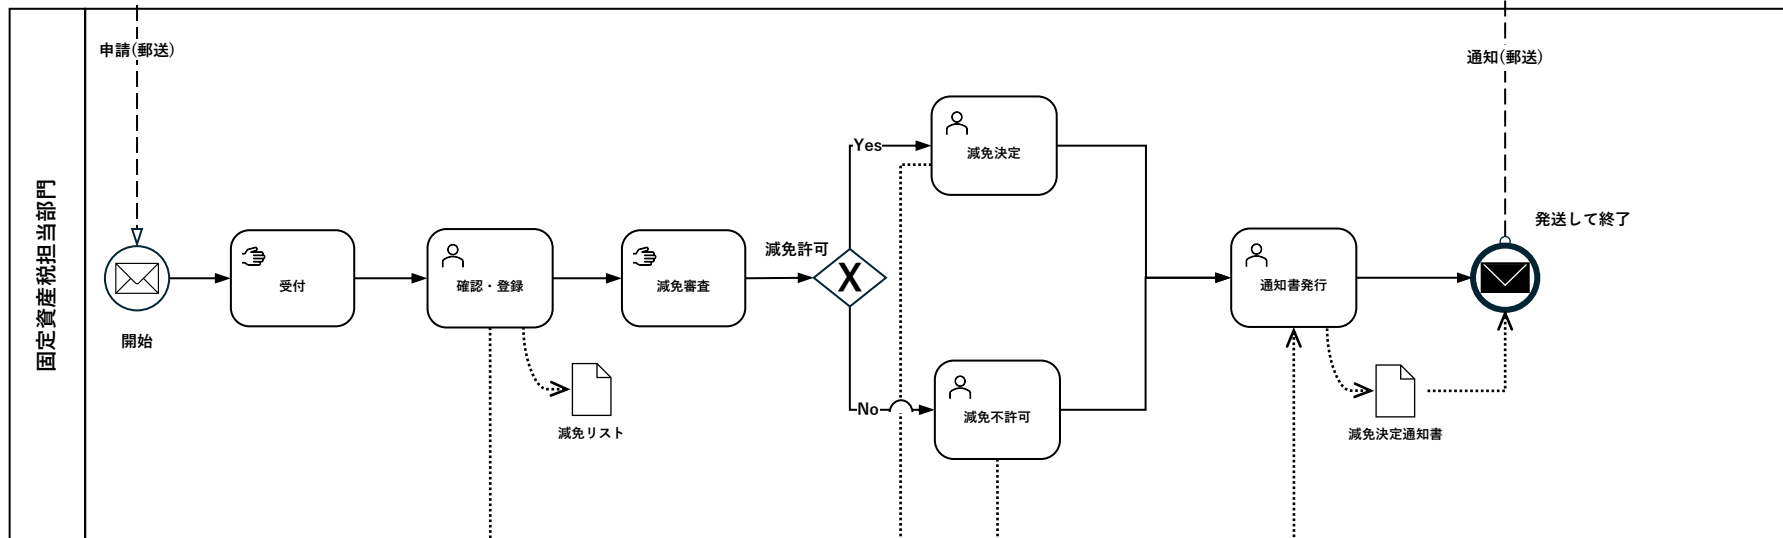 固定資産税担当部門
申請(郵送)
開始
受付
確認・登録
減免リスト
減免審査
減免許可
X
Yes
No
減免決定
減免不許可
通知書発行
減免決定通知書
通知(郵送)
発送して終了